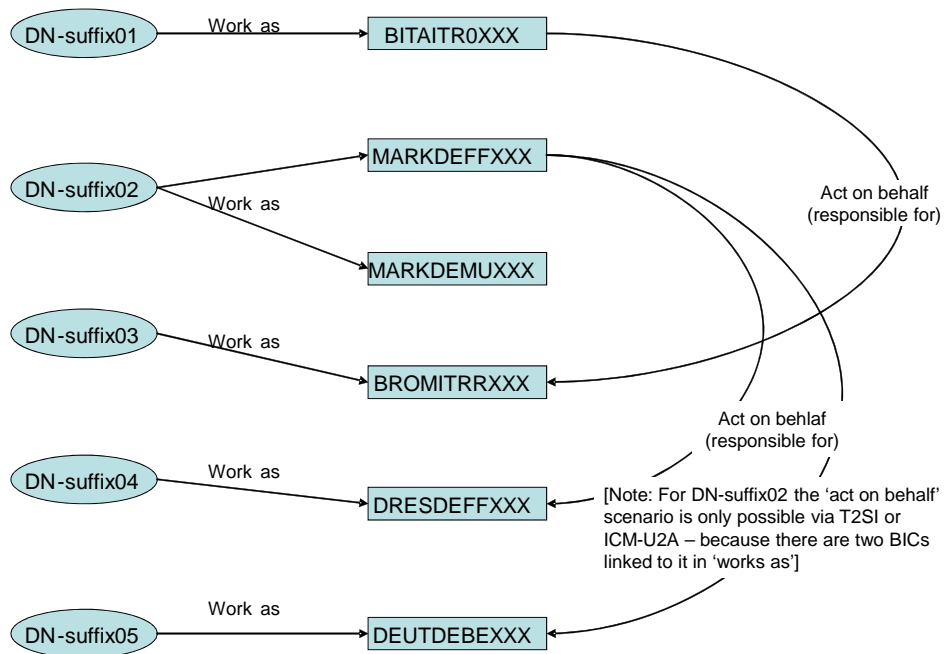 DN-suffix01
Work as
BITAITR0XXX
DN-suffix02
Work as
MARKDEFFXXX
MARKDEMUXXX
Act on behalf
(responsible for)
DN-suffix03
Work as
BROMITRRXXX
Act on behlaf
(responsible for)
DN-suffix04
Work as
DRESDEFFXXX
[Note: For DN-suffix02 the ‘act on behalf’
scenario is only possible via T2SI or
ICM-U2A – because there are two BICs
linked to it in ‘works as’]
DN-suffix05
Work as
DEUTDEBEXXX